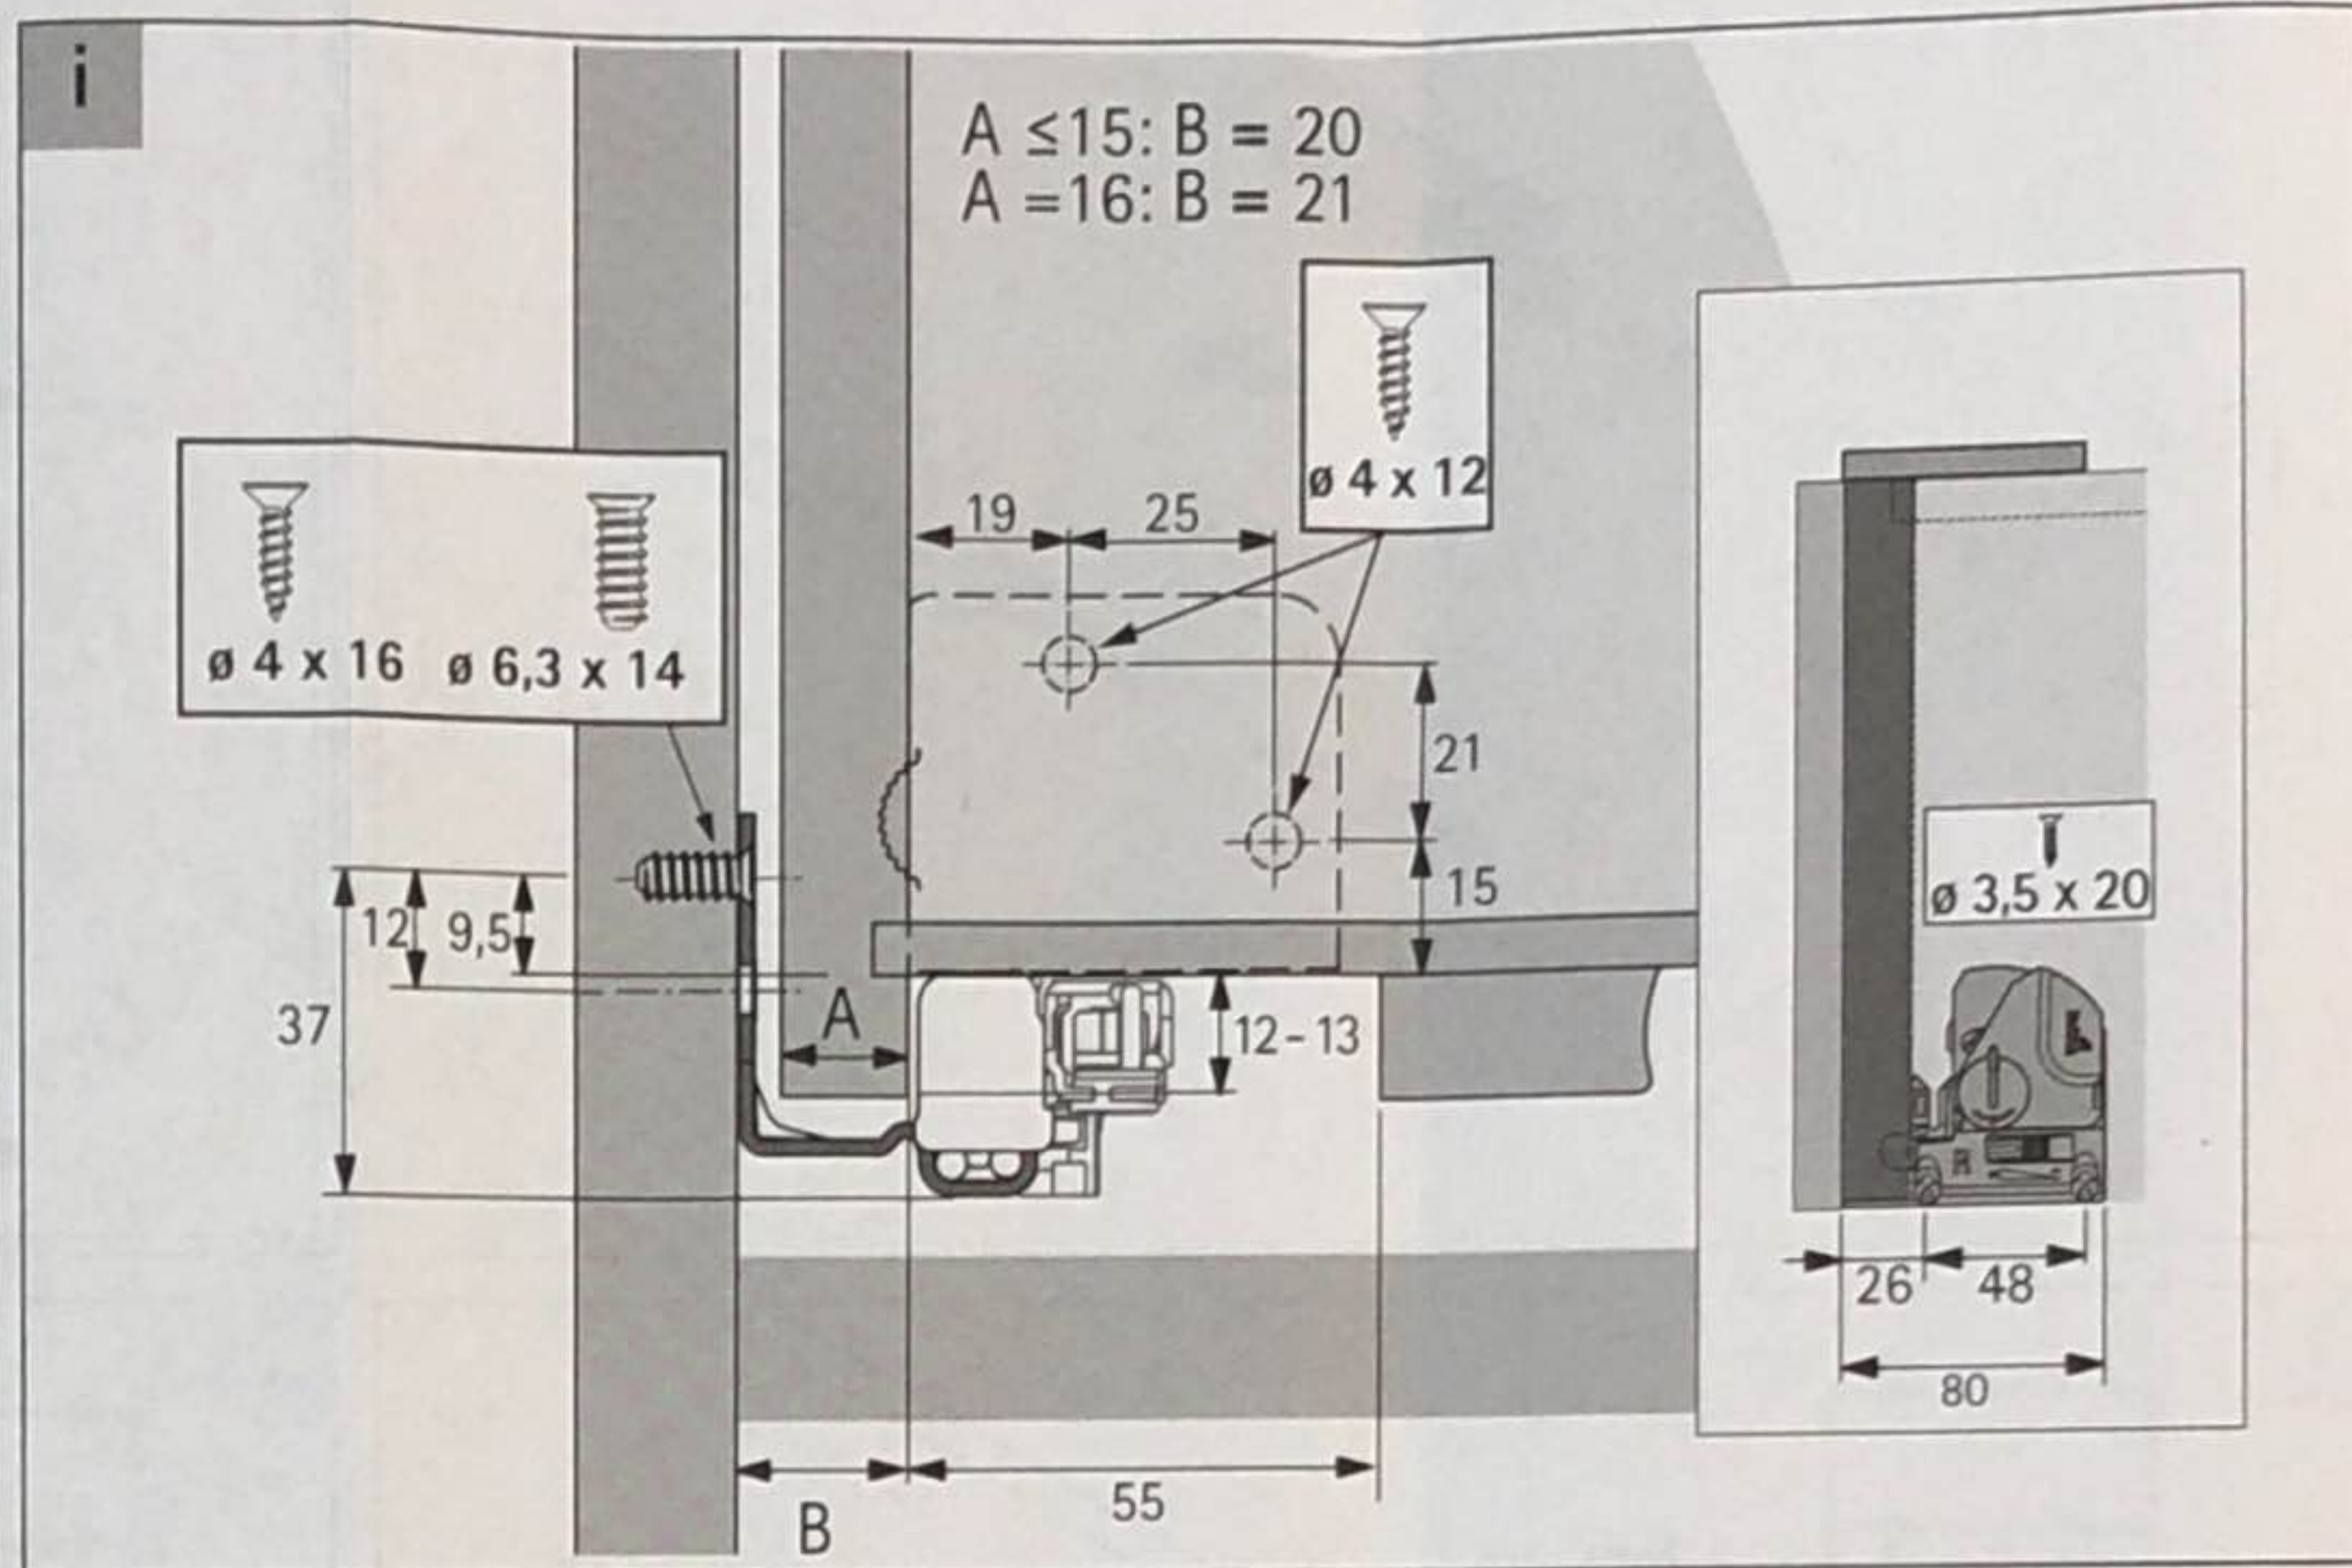 i
A ≤15: B = 20
A =16: B = 21
ø 4 x 12
19
25
ø 4 x 16
ø 6,3 x 14
21
15
ø 3,5 x 20
12
9,5
37
A
12-13
R
26
48
80
B
55